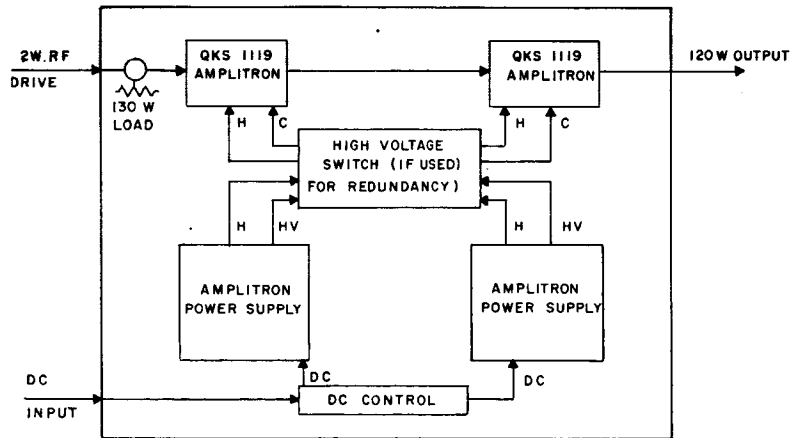 2W.RF
DRIVE
130 W
LOAD
QKS 1119
AMPLITRON
QKS 1119
AMPLITRON
120 W OUTPUT
H
C
H
C
HIGH VOLTAGE
SWITCH (IF USED)
FOR REDUNDANCY)
H
HV
H
HV
AMPLITRON
POWER SUPPLY
AMPLITRON
POWER SUPPLY
DC
INPUT
DC
DC CONTROL
DC